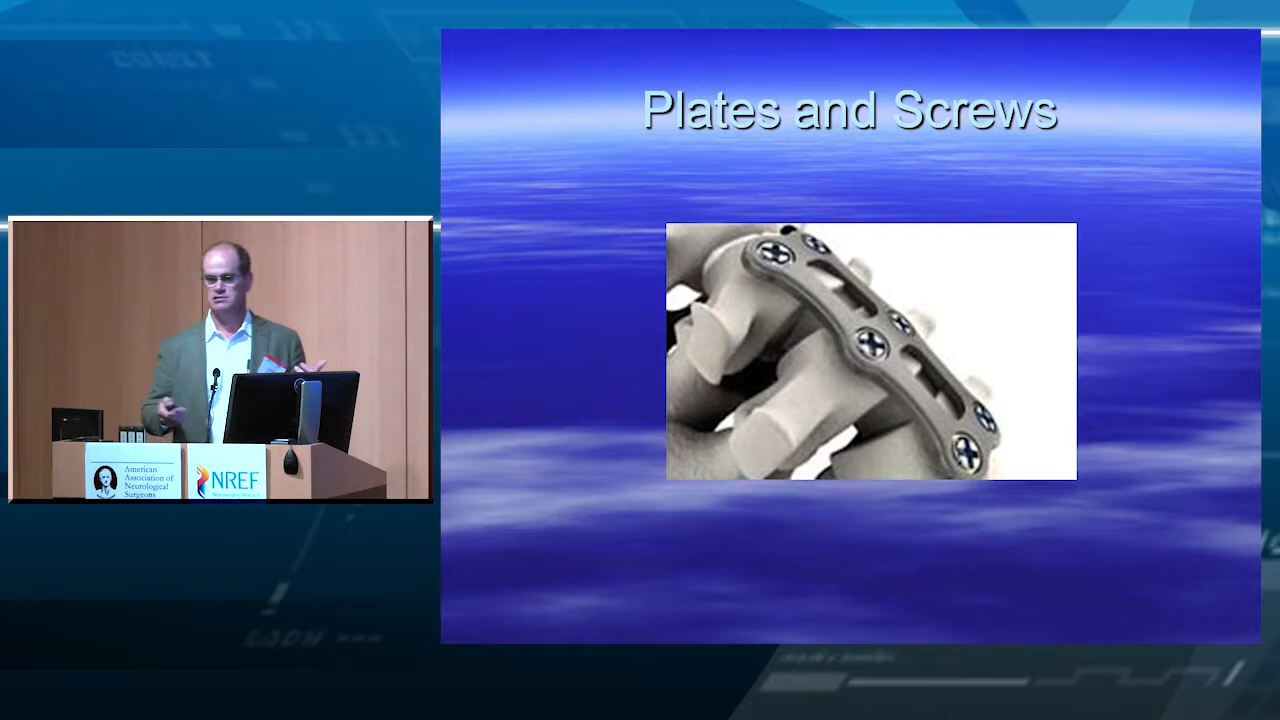 Plates and Screws
American
Association of
Neurological
Surgeons
NREF